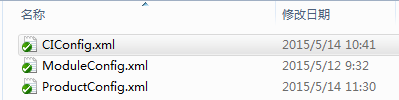 名称 修改日期
CIConfig.xml 2015/5/14 10:41
ModuleConfig.xml 2015/5/12 9:32
ProductConfig.xml 2015/5/14 11:30